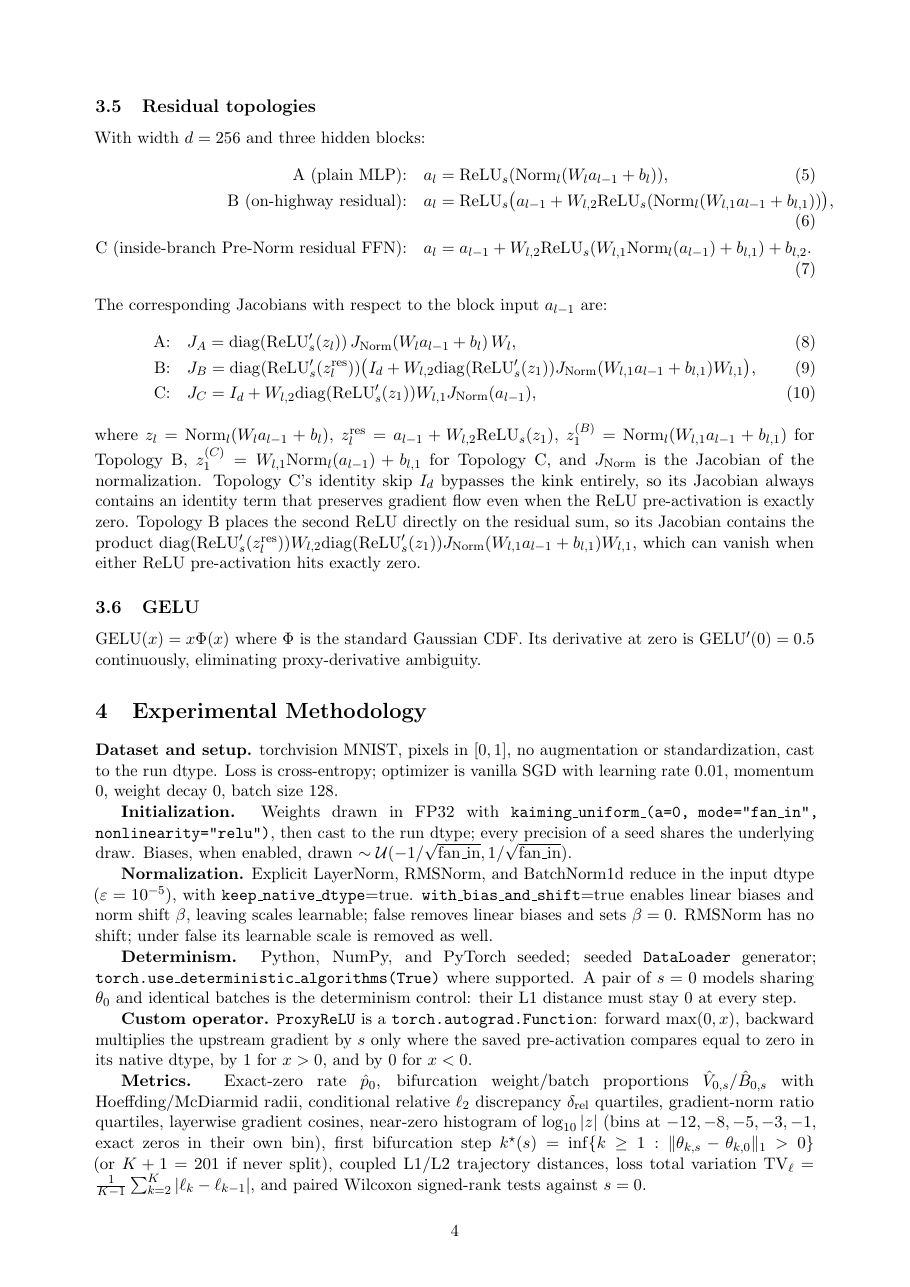 3.5 Residual topologies
With width d = 256 and three hidden blocks:
A (plain MLP): a_l = ReLU_s(Norm_l(W_l a_{l−1} + b_l)), (5)
B (on-highway residual): a_l = ReLU_s(a_{l−1} + W_{l,2}ReLU_s(Norm_l(W_{l,1}a_{l−1} + b_{l,1}))),
(6)
C (inside-branch Pre-Norm residual FFN): a_l = a_{l−1} + W_{l,2}ReLU_s(W_{l,1}Norm_l(a_{l−1}) + b_{l,1}) + b_{l,2}.
(7)
The corresponding Jacobians with respect to the block input a_{l−1} are:
A: J_A = diag(ReLU′_s(z_l)) J_Norm(W_l a_{l−1} + b_l) W_l, (8)
B: J_B = diag(ReLU′_s(z_l^res))(I_d + W_{l,2}diag(ReLU′_s(z_1))J_Norm(W_{l,1}a_{l−1} + b_{l,1})W_{l,1}), (9)
C: J_C = I_d + W_{l,2}diag(ReLU′_s(z_1))W_{l,1}J_Norm(a_{l−1}), (10)
where z_l = Norm_l(W_l a_{l−1} + b_l), z_l^res = a_{l−1} + W_{l,2}ReLU_s(z_1), z_1^(B) = Norm_l(W_{l,1}a_{l−1} + b_{l,1}) for
Topology B, z_1^(C) = W_{l,1}Norm_l(a_{l−1}) + b_{l,1} for Topology C, and J_Norm is the Jacobian of the
normalization. Topology C's identity skip I_d bypasses the kink entirely, so its Jacobian always
contains an identity term that preserves gradient flow even when the ReLU pre-activation is exactly
zero. Topology B places the second ReLU directly on the residual sum, so its Jacobian contains the
product diag(ReLU′_s(z_l^res))W_{l,2}diag(ReLU′_s(z_1))J_Norm(W_{l,1}a_{l−1} + b_{l,1})W_{l,1}, which can vanish when
either ReLU pre-activation hits exactly zero.
3.6 GELU
GELU(x) = xΦ(x) where Φ is the standard Gaussian CDF. Its derivative at zero is GELU′(0) = 0.5
continuously, eliminating proxy-derivative ambiguity.
4 Experimental Methodology
Dataset and setup. torchvision MNIST, pixels in [0, 1], no augmentation or standardization, cast
to the run dtype. Loss is cross-entropy; optimizer is vanilla SGD with learning rate 0.01, momentum
0, weight decay 0, batch size 128.
Initialization. Weights drawn in FP32 with kaiming_uniform_(a=0, mode="fan_in",
nonlinearity="relu"), then cast to the run dtype; every precision of a seed shares the underlying
draw. Biases, when enabled, drawn ∼ U(−1/√fan_in, 1/√fan_in).
Normalization. Explicit LayerNorm, RMSNorm, and BatchNorm1d reduce in the input dtype
(ε = 10^−5), with keep_native_dtype=true. with_bias_and_shift=true enables linear biases and
norm shift β, leaving scales learnable; false removes linear biases and sets β = 0. RMSNorm has no
shift; under false its learnable scale is removed as well.
Determinism. Python, NumPy, and PyTorch seeded; seeded DataLoader generator;
torch.use_deterministic_algorithms(True) where supported. A pair of s = 0 models sharing
θ_0 and identical batches is the determinism control: their L1 distance must stay 0 at every step.
Custom operator. ProxyReLU is a torch.autograd.Function: forward max(0, x), backward
multiplies the upstream gradient by s only where the saved pre-activation compares equal to zero in
its native dtype, by 1 for x > 0, and by 0 for x < 0.
Metrics. Exact-zero rate p̂_0, bifurcation weight/batch proportions V̂_{0,s}/B̂_{0,s} with
Hoeffding/McDiarmid radii, conditional relative ℓ_2 discrepancy δ_rel quartiles, gradient-norm ratio
quartiles, layerwise gradient cosines, near-zero histogram of log_10 |z| (bins at −12, −8, −5, −3, −1,
exact zeros in their own bin), first bifurcation step k⋆(s) = inf{k ≥ 1 : ∥θ_{k,s} − θ_{k,0}∥_1 > 0}
(or K + 1 = 201 if never split), coupled L1/L2 trajectory distances, loss total variation TV_ℓ =
1/(K−1) ∑_{k=2}^K |ℓ_k − ℓ_{k−1}|, and paired Wilcoxon signed-rank tests against s = 0.
4